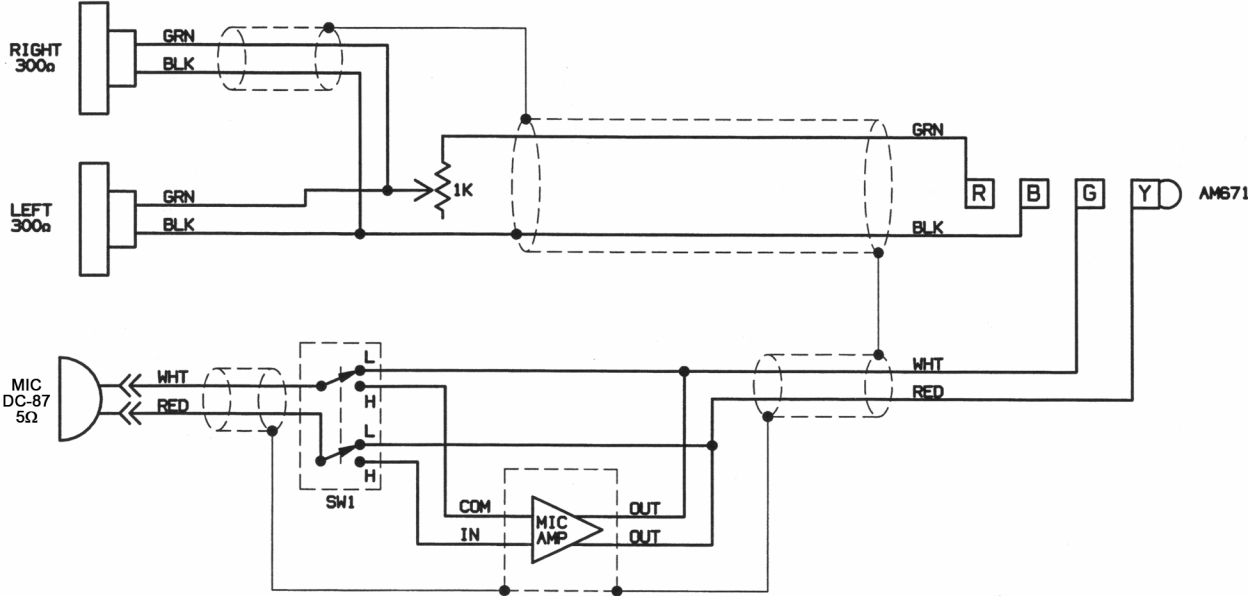 RIGHT
300Ω
GRN
BLK
LEFT
300Ω
GRN
BLK
1K
GRN
BLK
R
B
G
Y
AM671
MIC
DC-87
5Ω
WHT
RED
L
H
L
H
SW1
COM
IN
MIC
AMP
OUT
OUT
WHT
RED